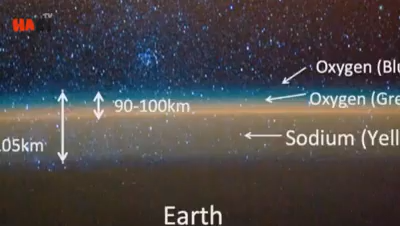 Oxygen (Blu
Oxygen (Gre
90-100km
05km
Sodium (Yell
Earth